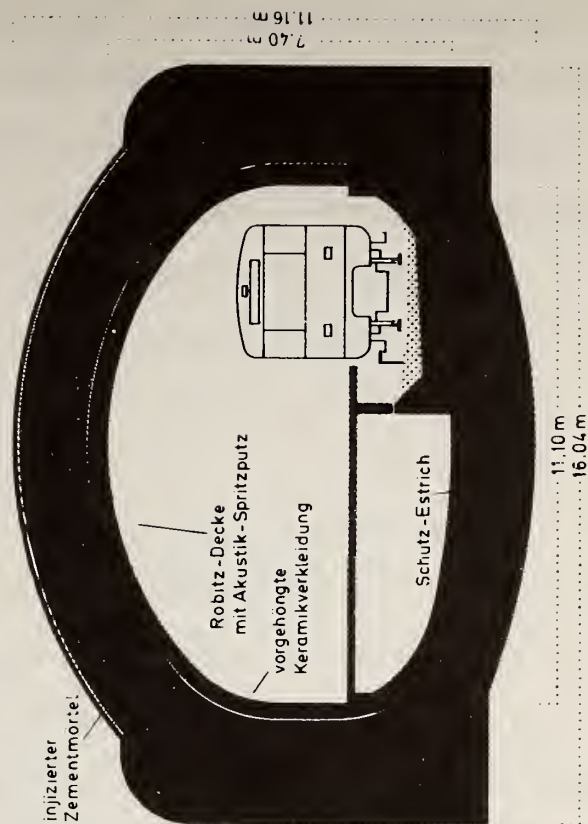 11.16 m
7.40 m
injizierter
Zementmörtel
Robitz-Decke
mit Akustik-Spritzputz
vorgehängte
Keramikverkleidung
Schutz-Estrich
11.10 m
16.04 m